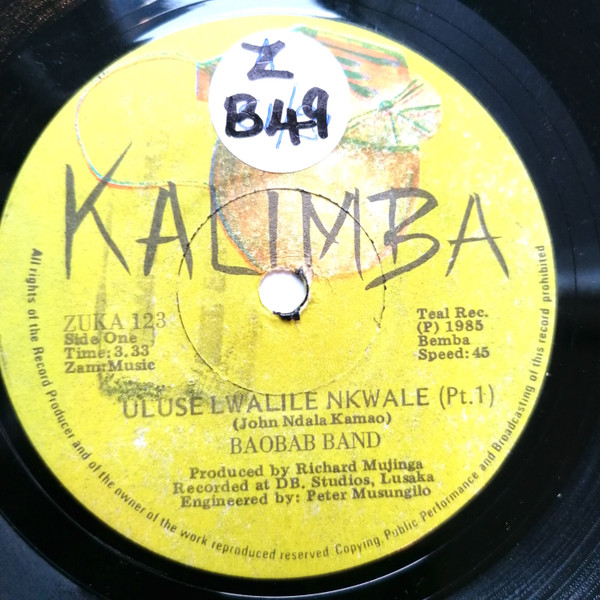 Z
B49
KALIMBA
ZUKA 123
Side One
Time: 3.33
Zam: Music
Teal Rec.
(P) 1985
Bemba
Speed: 45
ULUSE LWALILE NKWALE (Pt.1)
(John Ndala Kamao)
BAOBAB BAND
Produced by Richard Mujinga
Recorded at DB. Studios, Lusaka
Engineered by: Peter Musungilo
All rights of the Record Producer and of the owner of the work reproduced reserved Copying, Public Performance and Broadcasting of this record prohibited